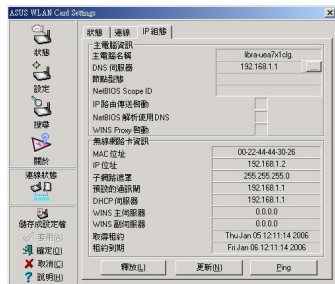 ASUS WLAN Card Settings
狀態
設定
搜尋
關於
連線狀態
儲存成設定檔
套用(A)
確定(O)
取消(C)
說明(H)
狀態 連線 IP組態
主電腦資訊
主電腦名稱 libra-uea7x1clg.
DNS 伺服器 192.168.1.1 ...
節點型態
NetBIOS Scope ID
IP路由傳送啟動
NetBIOS 解析使用DNS
WINS Proxy 啟動
無線網路卡資訊
MAC 位址 00-22-44-44-30-26
IP 位址 192.168.1.2
子網路遮罩 255.255.255.0
預設的通訊閘 192.168.1.1
DHCP 伺服器 192.168.1.1
WINS 主伺服器 0.0.0.0
WINS 副伺服器 0.0.0.0
取得租約 Thu Jan 05 12:11:14 2006
租約到期 Fri Jan 06 12:11:14 2006
釋放(L) 更新(N) Ping